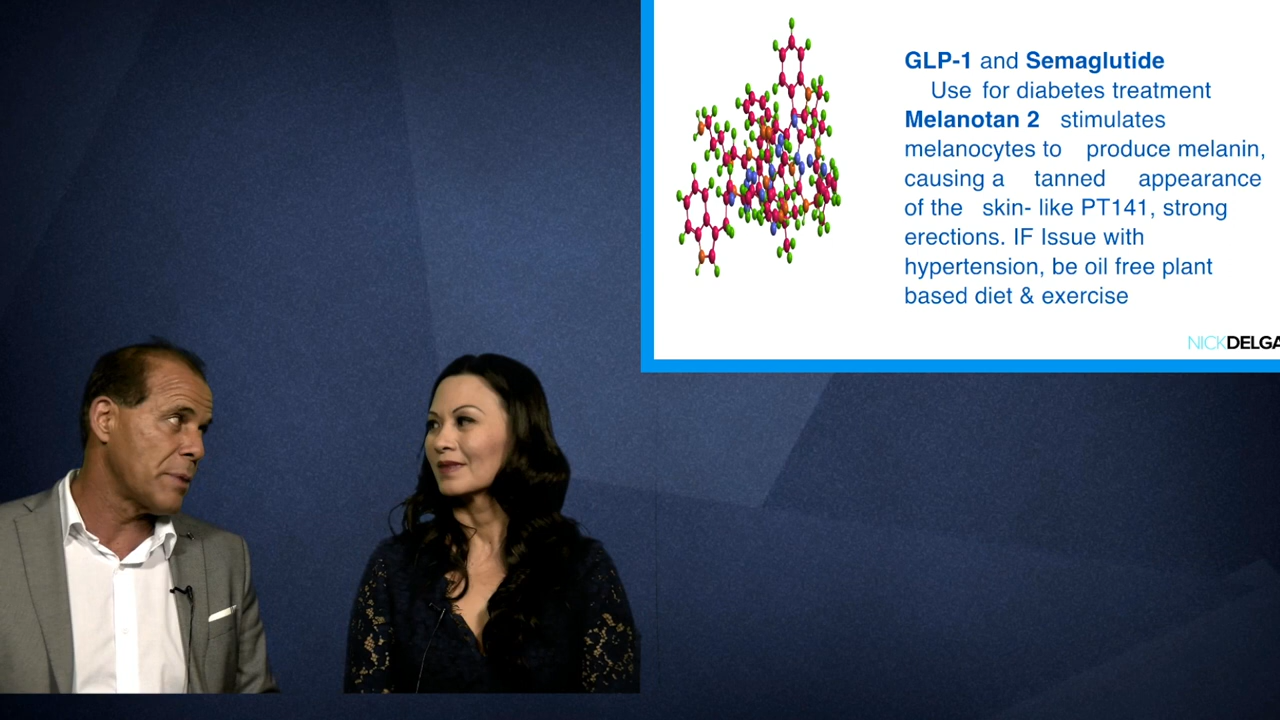 GLP-1 and Semaglutide
Use for diabetes treatment
Melanotan 2 stimulates
melanocytes to produce melanin,
causing a tanned appearance
of the skin- like PT141, strong
erections. IF Issue with
hypertension, be oil free plant
based diet & exercise
NICKDELGA